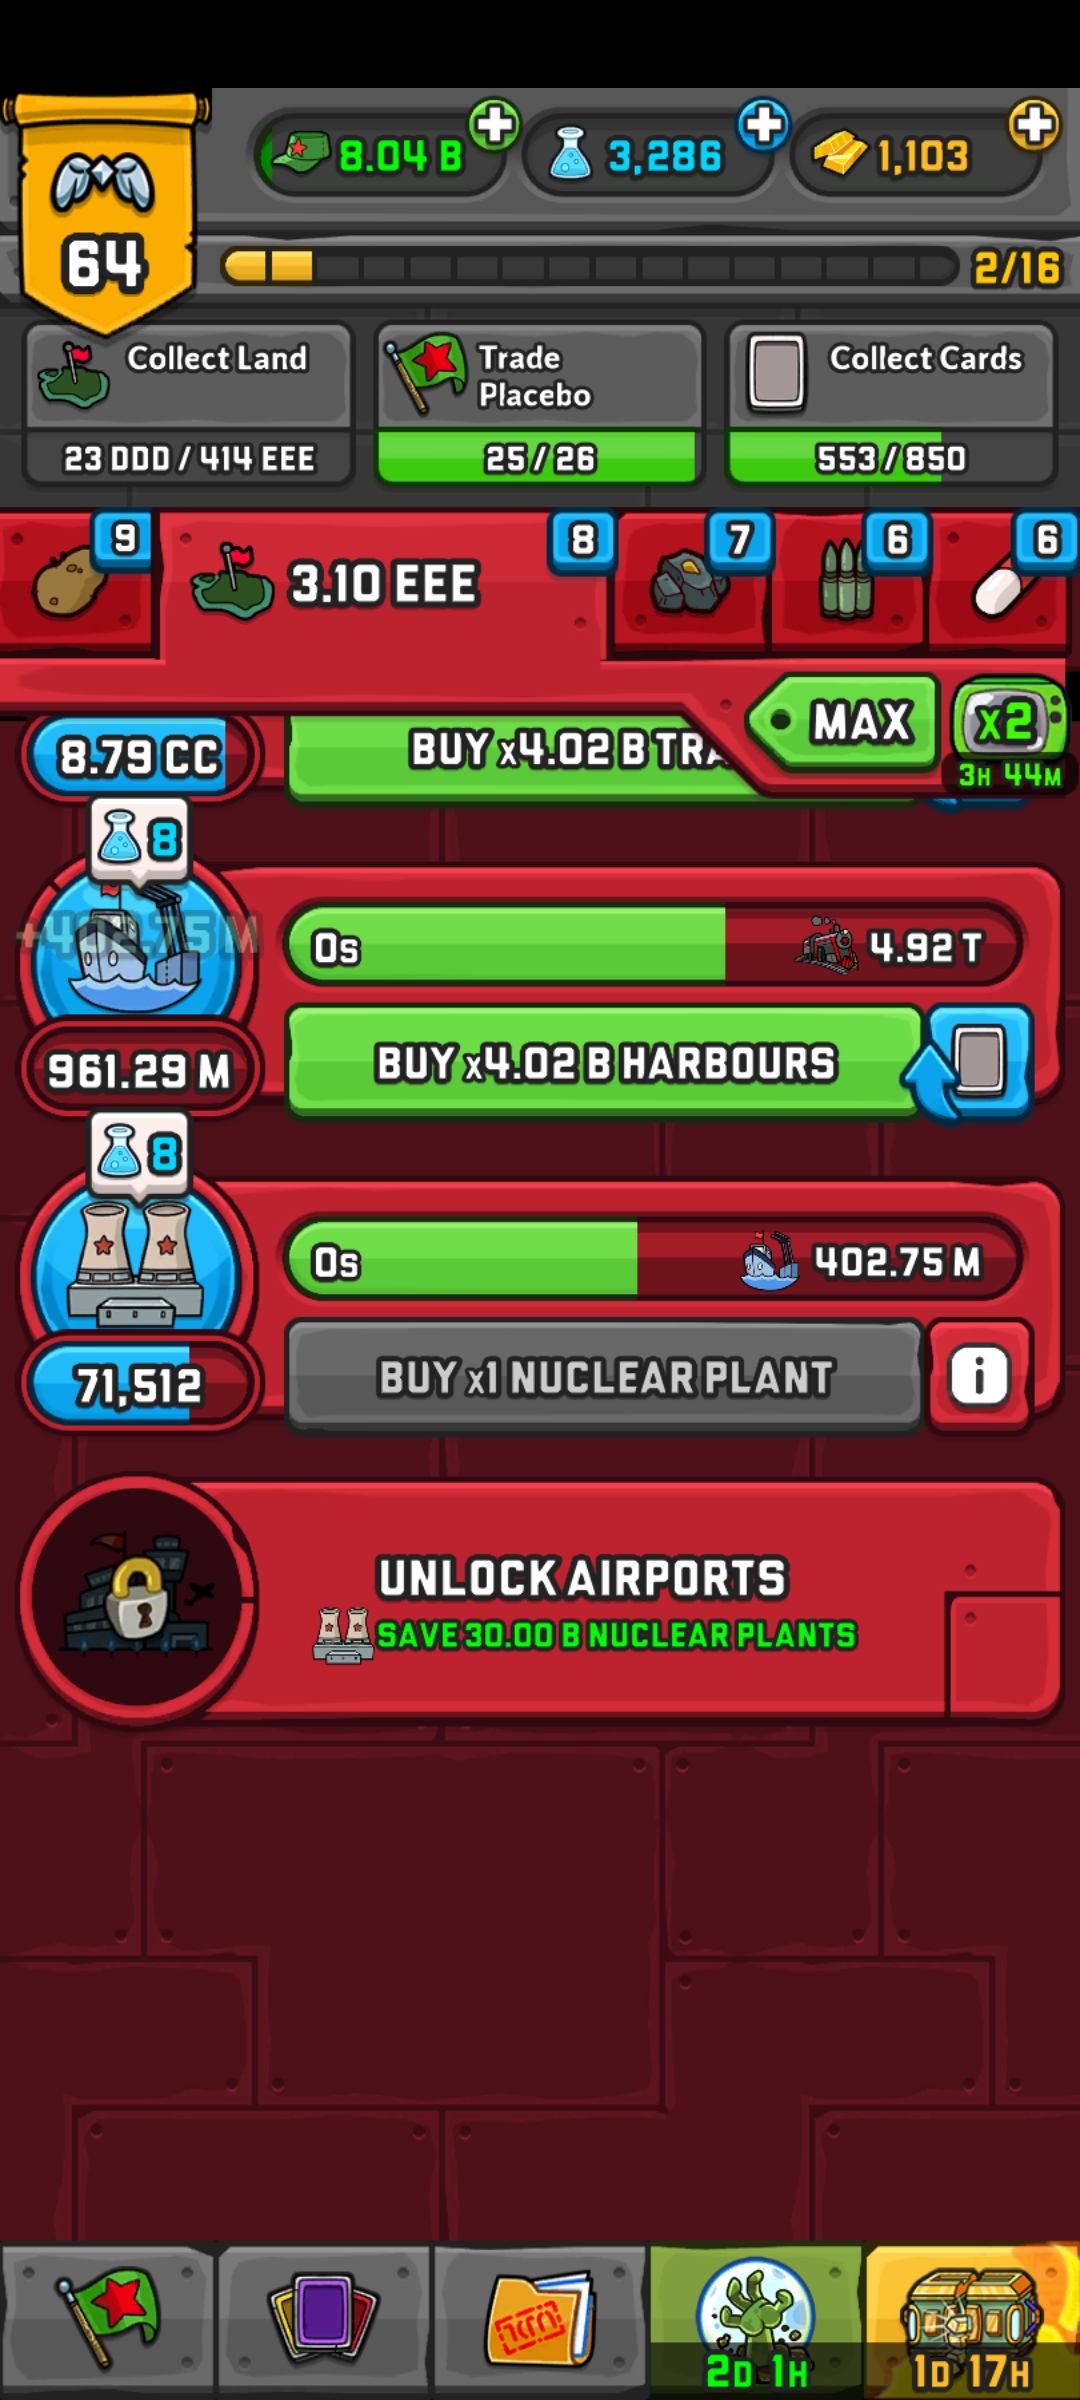 64
8.04 B
3,286
1,103
2/16
Collect Land
23 DDD / 414 EEE
Trade
Placebo
25 / 26
Collect Cards
553 / 850
9
3.10 EEE
8
7
6
6
MAX
x2
3H 44M
8.79 CC
BUY x4.02 B TRA
8
+402.75 M
0s
4.92 T
961.29 M
BUY x4.02 B HARBOURS
8
0s
402.75 M
71,512
BUY x1 NUCLEAR PLANT
i
UNLOCK AIRPORTS
SAVE 30.00 B NUCLEAR PLANTS
2D 1H
1D 17H